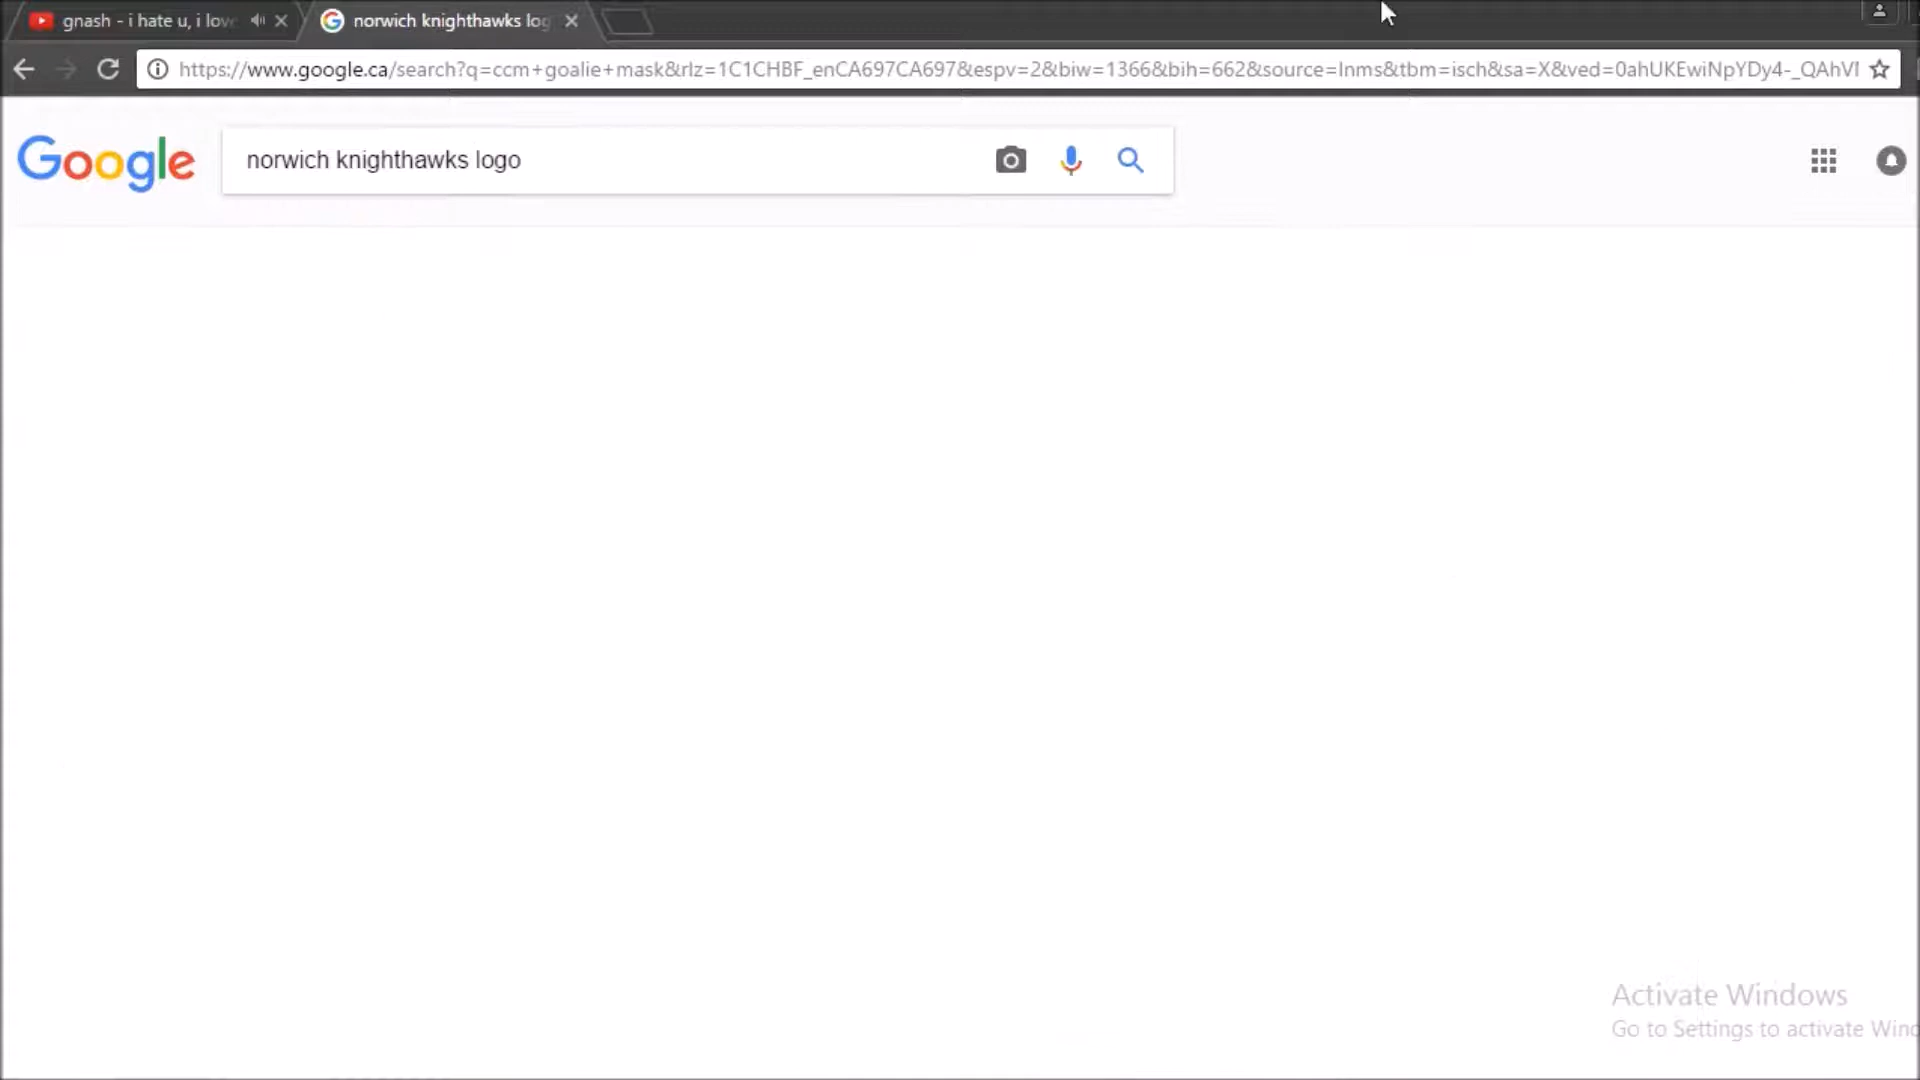 gnash - i hate u, i lov
norwich knighthawks log
https://www.google.ca/search?q=ccm+goalie+mask&rlz=1C1CHBF_enCA697CA697&espv=2&biw=1366&bih=662&source=lnms&tbm=isch&sa=X&ved=0ahUKEwiNpYDy4-_QAhVI
Google
norwich knighthawks logo
Activate Windows
Go to Settings to activate Wind